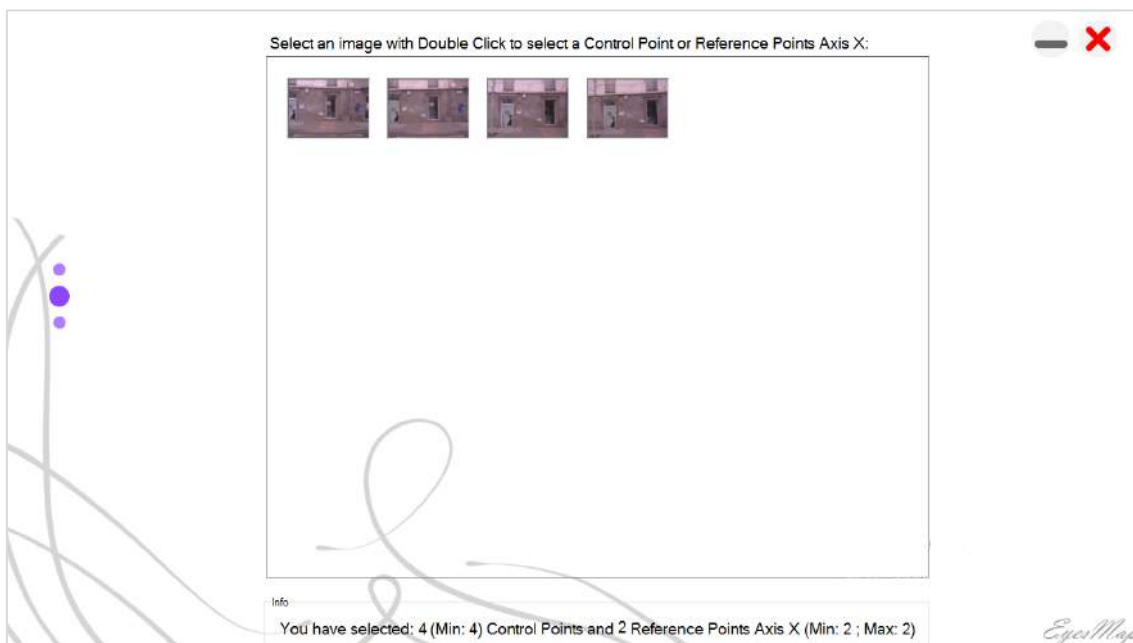 Select an image with Double Click to select a Control Point or Reference Points Axis X:
Info
You have selected: 4 (Min: 4) Control Points and 2 Reference Points Axis X (Min: 2 ; Max: 2)
EyesMap